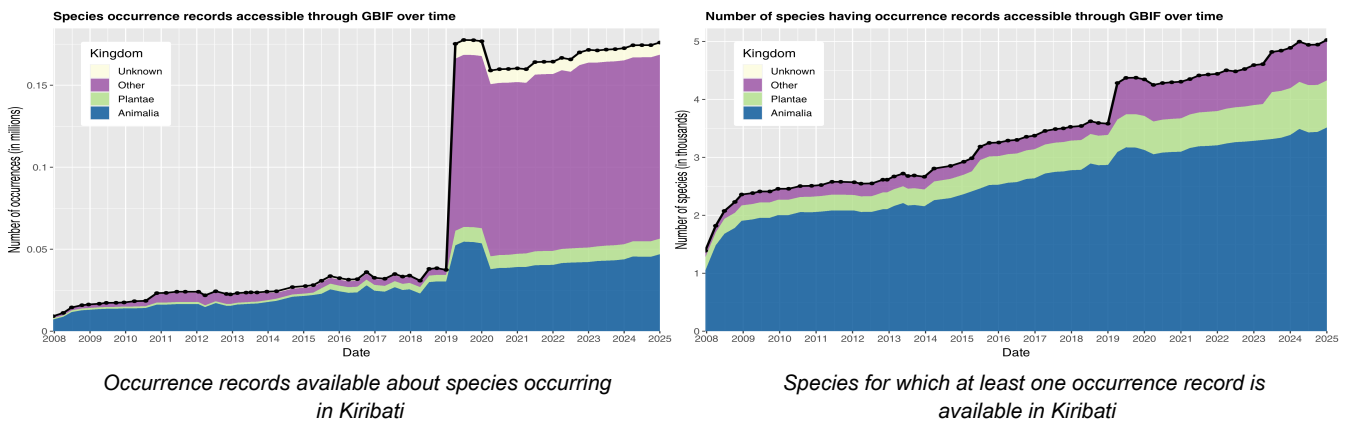 Species occurrence records accessible through GBIF over time
Number of occurrences (in millions)
0.15
0.1
0.05
0
Kingdom
Unknown
Other
Plantae
Animalia
2008 2009 2010 2011 2012 2013 2014 2015 2016 2017 2018 2019 2020 2021 2022 2023 2024 2025
Date
Occurrence records available about species occurring
in Kiribati
Number of species having occurrence records accessible through GBIF over time
Number of species (in thousands)
5
4
3
2
1
0
Kingdom
Unknown
Other
Plantae
Animalia
2008 2009 2010 2011 2012 2013 2014 2015 2016 2017 2018 2019 2020 2021 2022 2023 2024 2025
Date
Species for which at least one occurrence record is
available in Kiribati